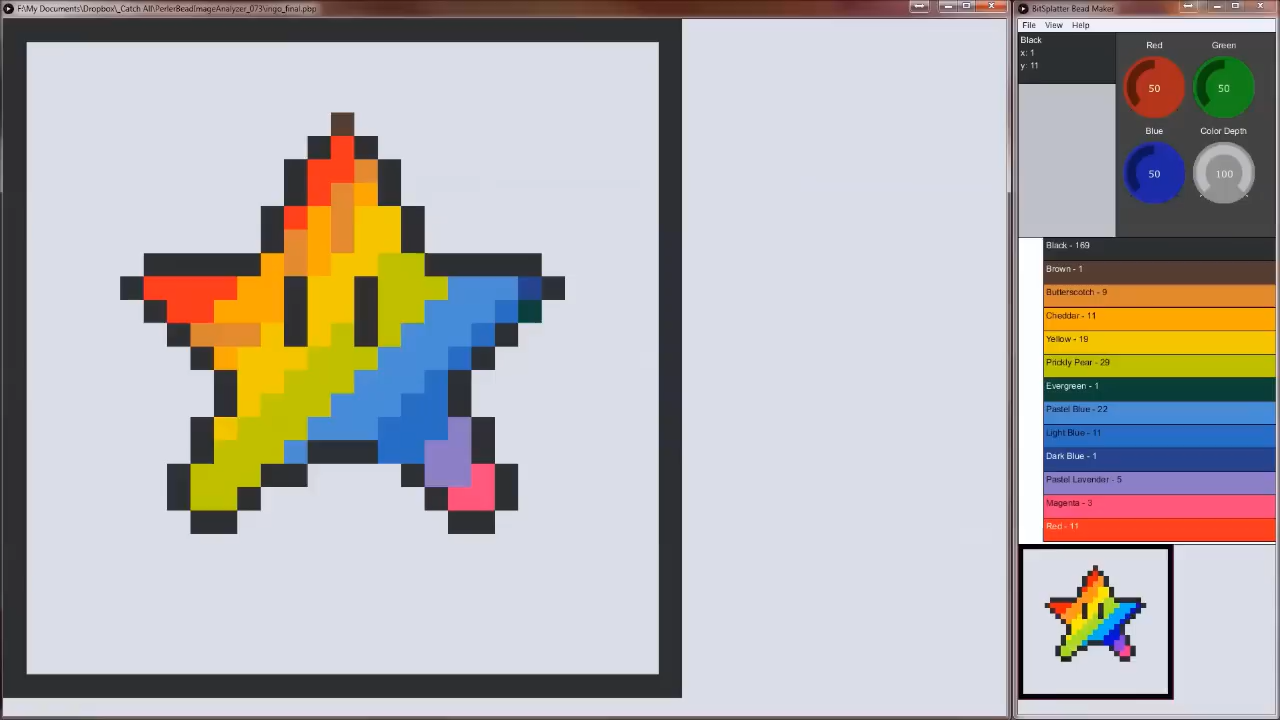 F:\My Documents\Dropbox\_Catch All\PerlerBeadImageAnalyzer_073\ingo_final.pbp
BitSplatter Bead Maker
File View Help
Black
x: 1
y: 11
Red
Green
50
50
Blue
Color Depth
50
100
Black - 169
Brown - 1
Butterscotch - 9
Cheddar - 11
Yellow - 19
Prickly Pear - 29
Evergreen - 1
Pastel Blue - 22
Light Blue - 11
Dark Blue - 1
Pastel Lavender - 5
Magenta - 3
Red - 11